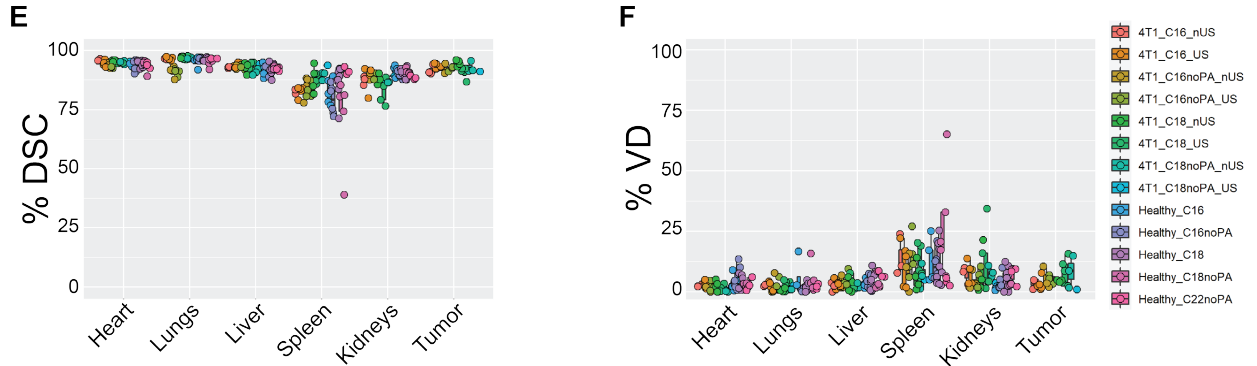 E
% DSC
100
75
50
25
0
Heart
Lungs
Liver
Spleen
Kidneys
Tumor
F
% VD
100
75
50
25
0
Heart
Lungs
Liver
Spleen
Kidneys
Tumor
4T1_C16_nUS
4T1_C16_US
4T1_C16noPA_nUS
4T1_C16noPA_US
4T1_C18_nUS
4T1_C18_US
4T1_C18noPA_nUS
4T1_C18noPA_US
Healthy_C16
Healthy_C16noPA
Healthy_C18
Healthy_C18noPA
Healthy_C22noPA